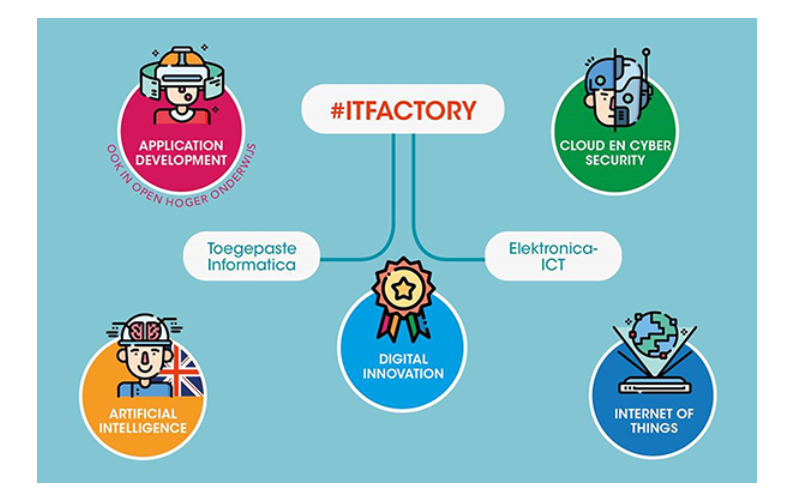 #ITFACTORY
APPLICATION
DEVELOPMENT
OOK IN OPEN HOGER ONDERWIJS
CLOUD EN CYBER
SECURITY
Toegepaste
Informatica
Elektronica-
ICT
DIGITAL
INNOVATION
ARTIFICIAL
INTELLIGENCE
INTERNET OF
THINGS